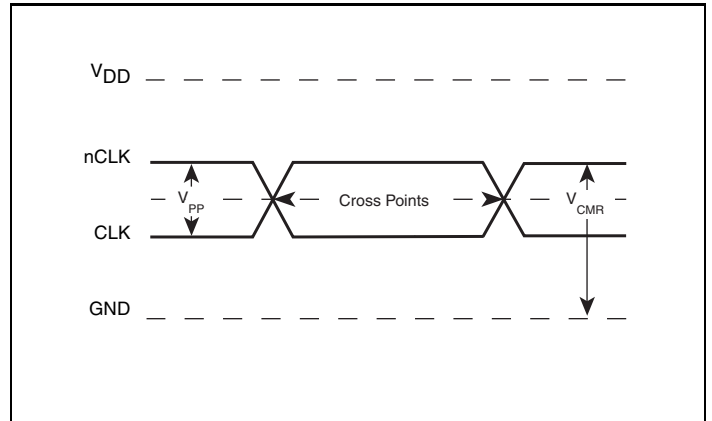 VDD
nCLK
VPP
Cross Points
VCMR
CLK
GND